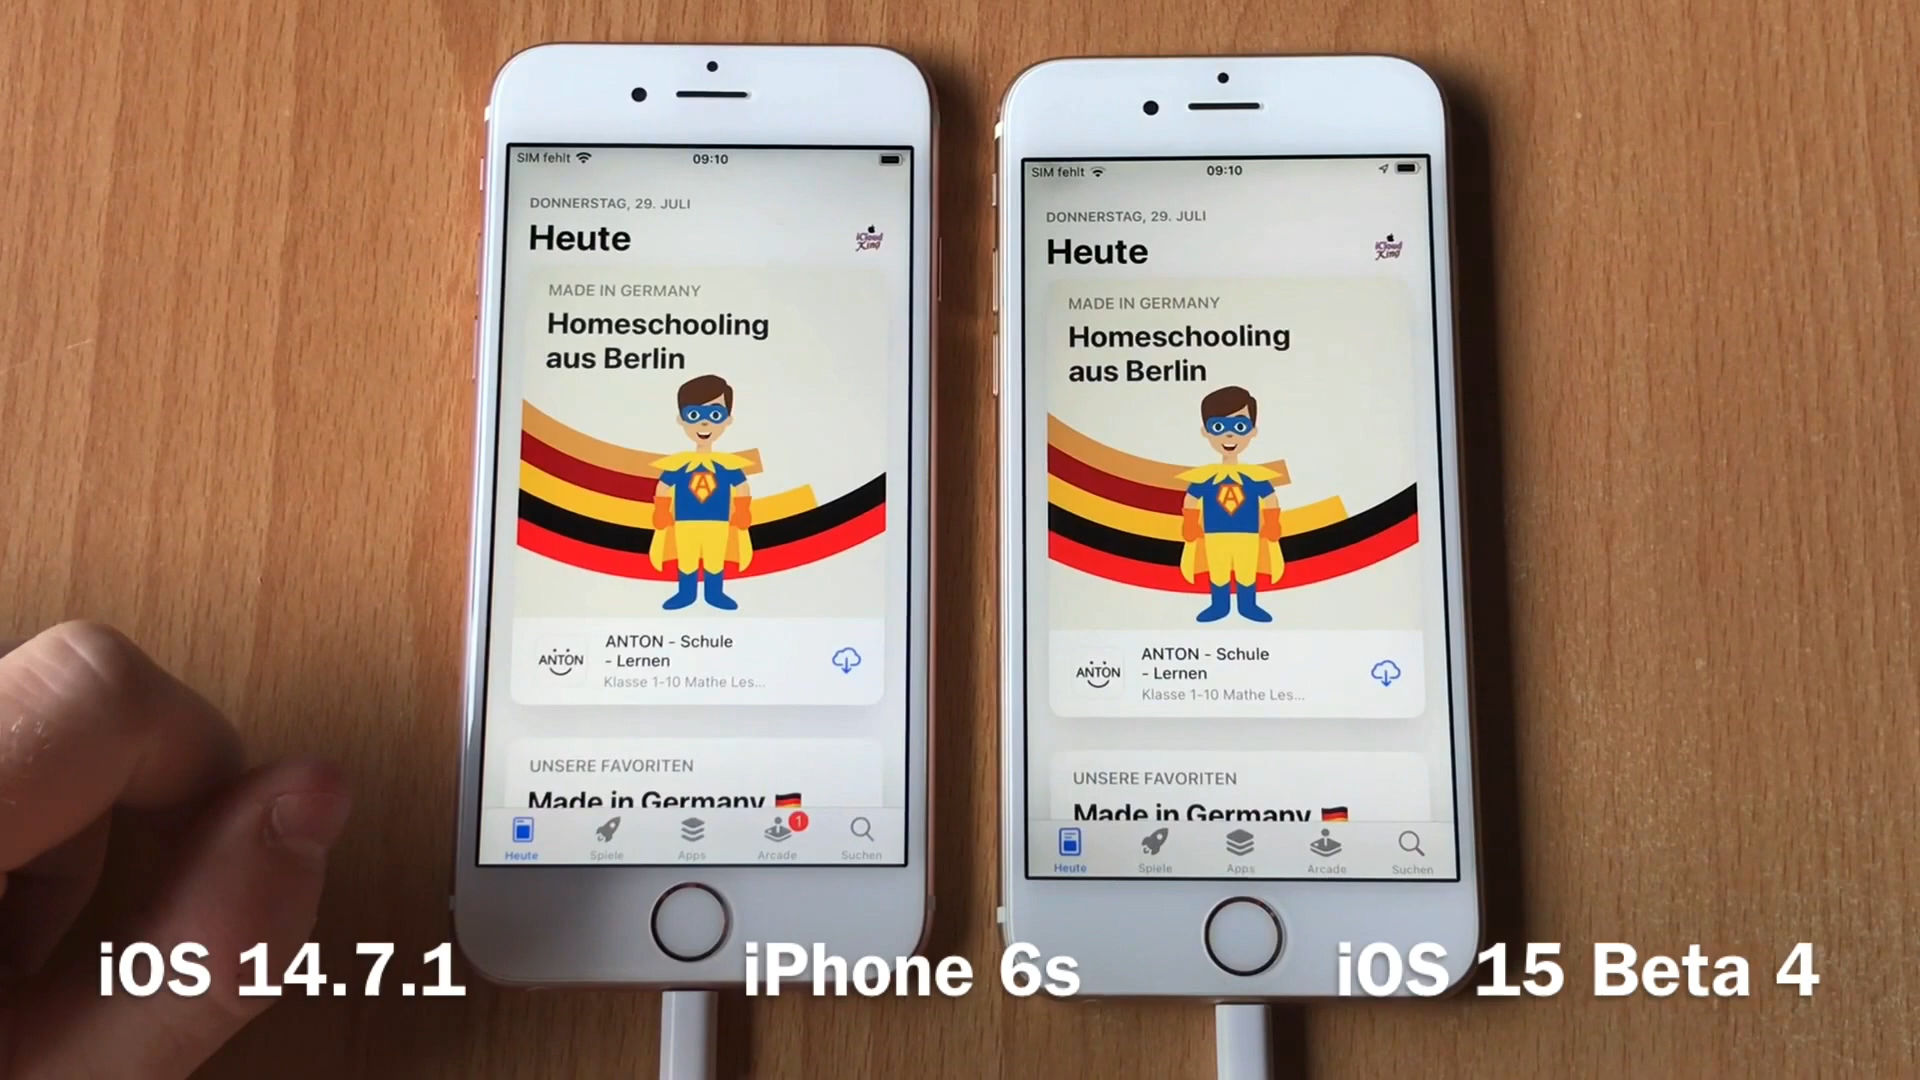 SIM fehlt
09:10
DONNERSTAG, 29. JULI
Heute
iCloud
King
MADE IN GERMANY
Homeschooling
aus Berlin
A
ANTON
ANTON - Schule
- Lernen
Klasse 1-10 Mathe Les...
UNSERE FAVORITEN
Made in Germany
1
Heute
Spiele
Apps
Arcade
Suchen
SIM fehlt
09:10
DONNERSTAG, 29. JULI
Heute
iCloud
King
MADE IN GERMANY
Homeschooling
aus Berlin
A
ANTON
ANTON - Schule
- Lernen
Klasse 1-10 Mathe Les...
UNSERE FAVORITEN
Made in Germany
Heute
Spiele
Apps
Arcade
Suchen
iOS 14.7.1
iPhone 6s
iOS 15 Beta 4